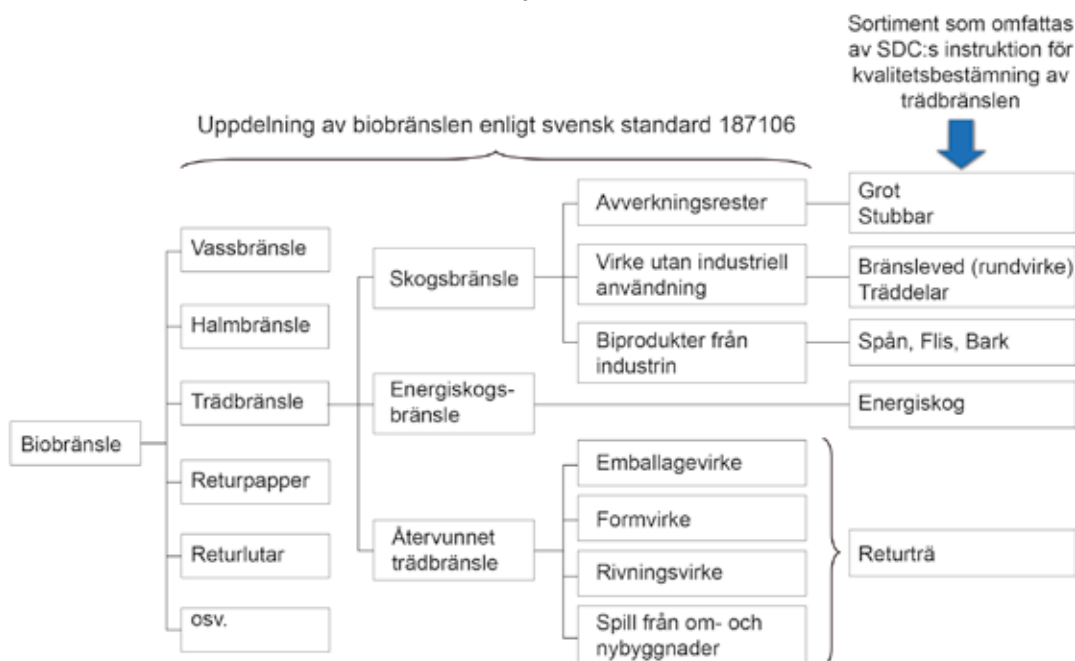 Sortiment som omfattas
av SDC:s instruktion för
kvalitetsbestämning av
trädbränslen
Uppdelning av biobränslen enligt svensk standard 187106
Biobränsle
Vassbränsle
Halmbränsle
Trädbränsle
Returpapper
Returlutar
osv.
Skogsbränsle
Energiskogs-
bränsle
Återvunnet
trädbränsle
Avverkningsrester
Virke utan industriell
användning
Biprodukter från
industrin
Emballagevirke
Formvirke
Rivningsvirke
Spill från om- och
nybyggnader
Grot
Stubbar
Bränsleved (rundvirke)
Träddelar
Spån, Flis, Bark
Energiskog
Returträ